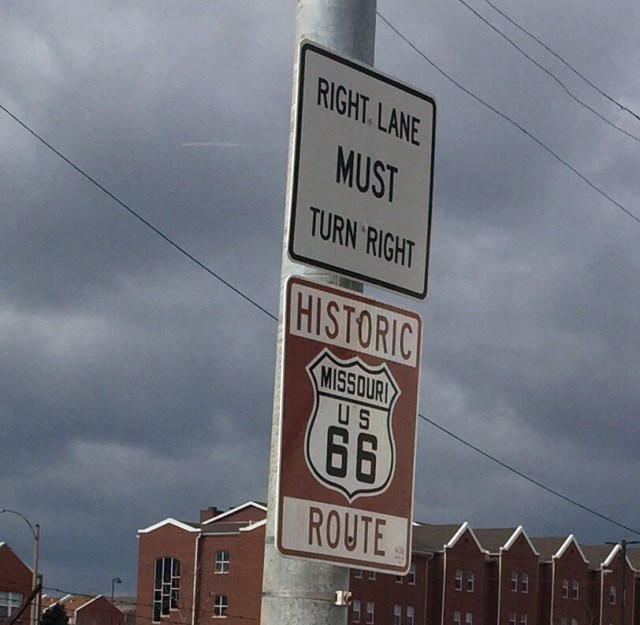 RIGHT LANE
MUST
TURN RIGHT
HISTORIC
MISSOURI
U S
66
ROUTE